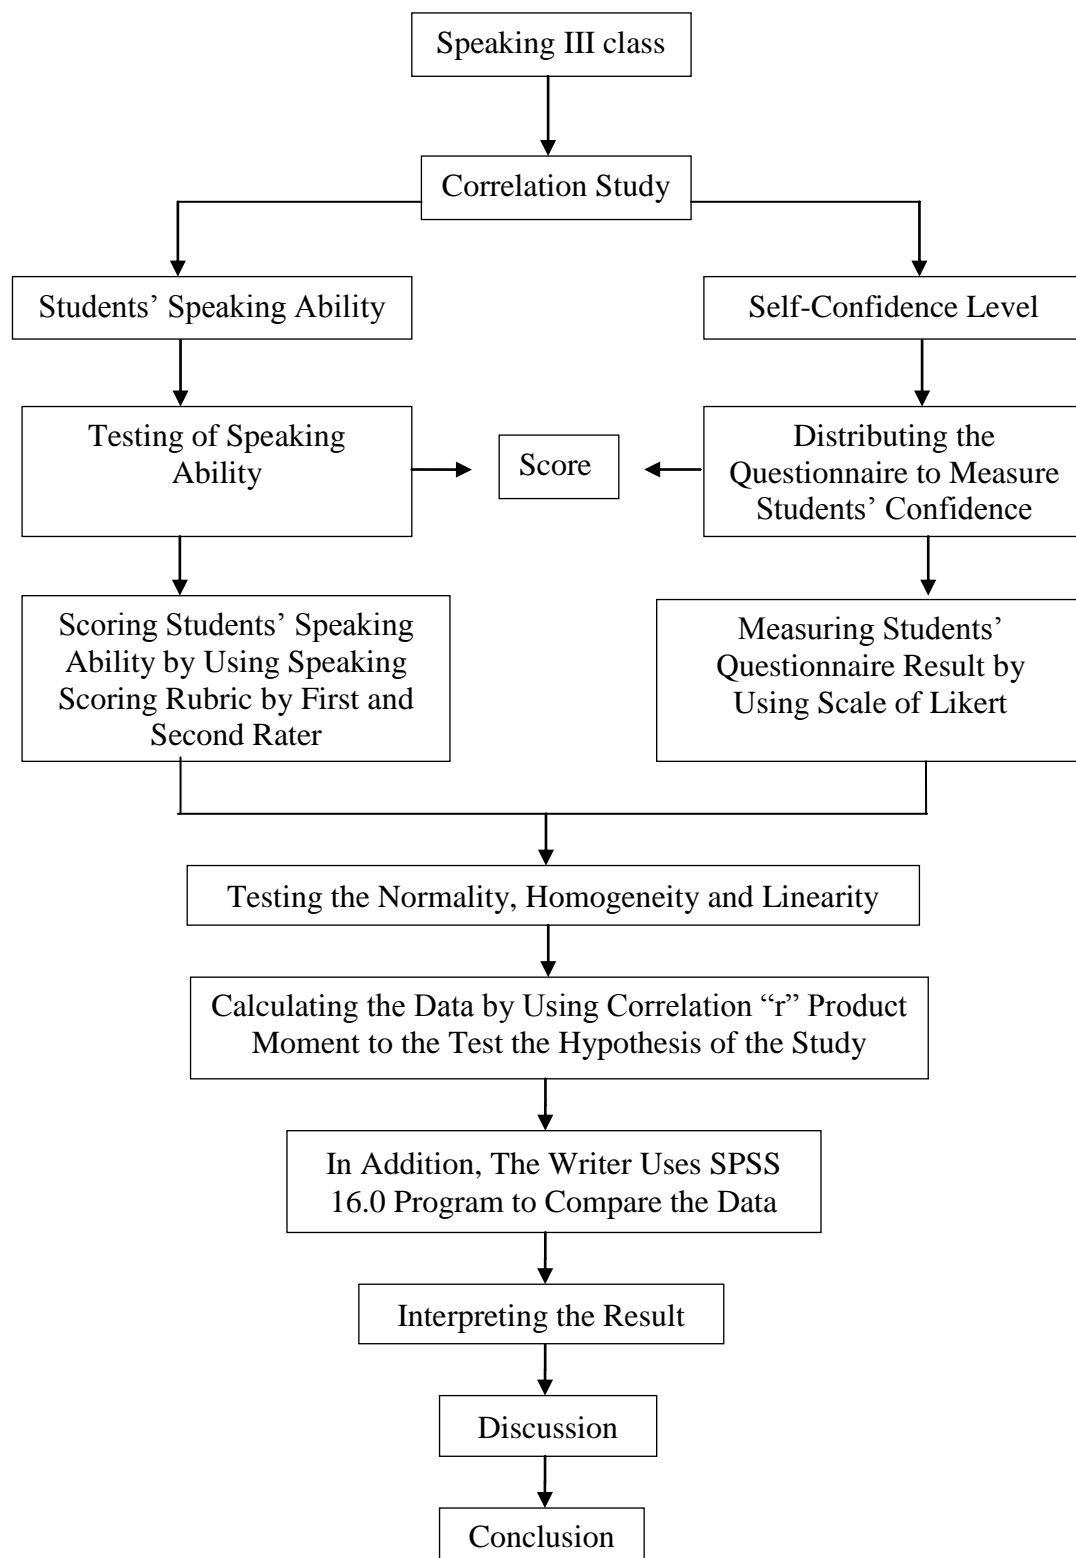 Speaking III class
Correlation Study
Students’ Speaking Ability
Self-Confidence Level
Testing of Speaking
Ability
Score
Distributing the
Questionnaire to Measure
Students’ Confidence
Scoring Students’ Speaking
Ability by Using Speaking
Scoring Rubric by First and
Second Rater
Measuring Students’
Questionnaire Result by
Using Scale of Likert
Testing the Normality, Homogeneity and Linearity
Calculating the Data by Using Correlation “r” Product
Moment to the Test the Hypothesis of the Study
In Addition, The Writer Uses SPSS
16.0 Program to Compare the Data
Interpreting the Result
Discussion
Conclusion